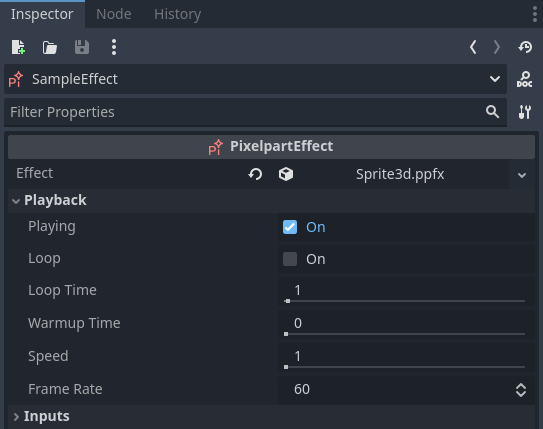 Inspector Node History
SampleEffect
DOC
Filter Properties
PixelpartEffect
Effect Sprite3d.ppfx
Playback
Playing On
Loop On
Loop Time 1
Warmup Time 0
Speed 1
Frame Rate 60
Inputs